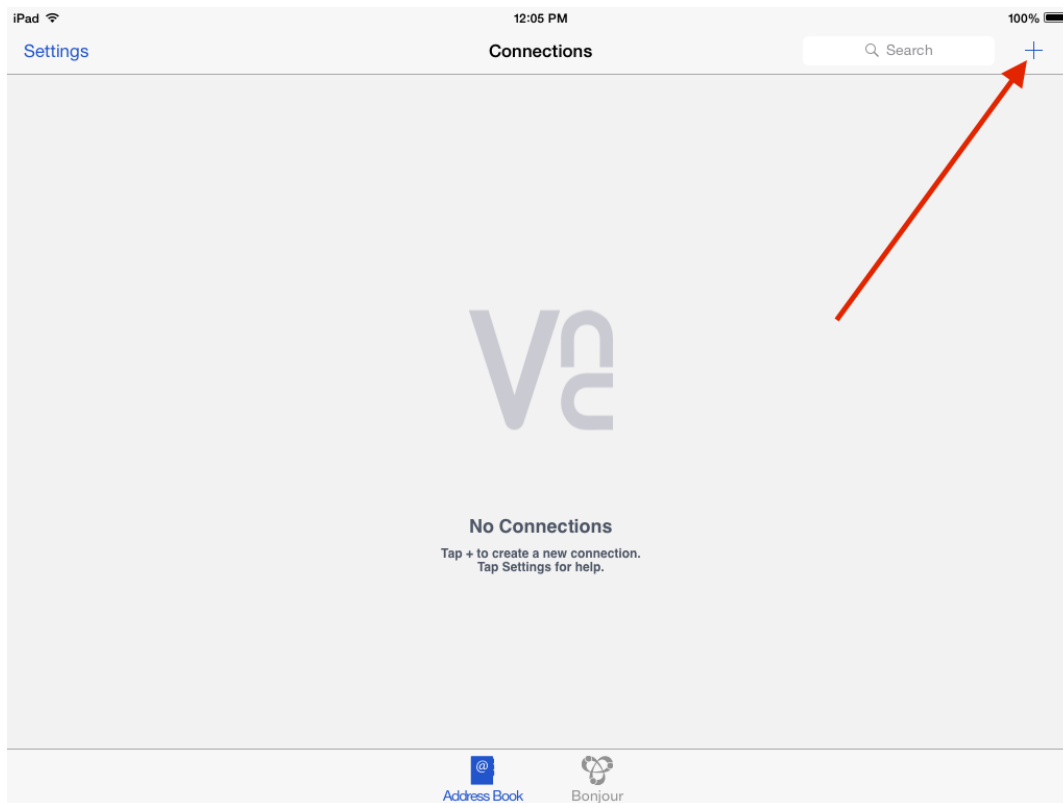 iPad 12:05 PM 100%
Settings Connections Search
VNC
No Connections
Tap + to create a new connection.
Tap Settings for help.
@
Address Book Bonjour